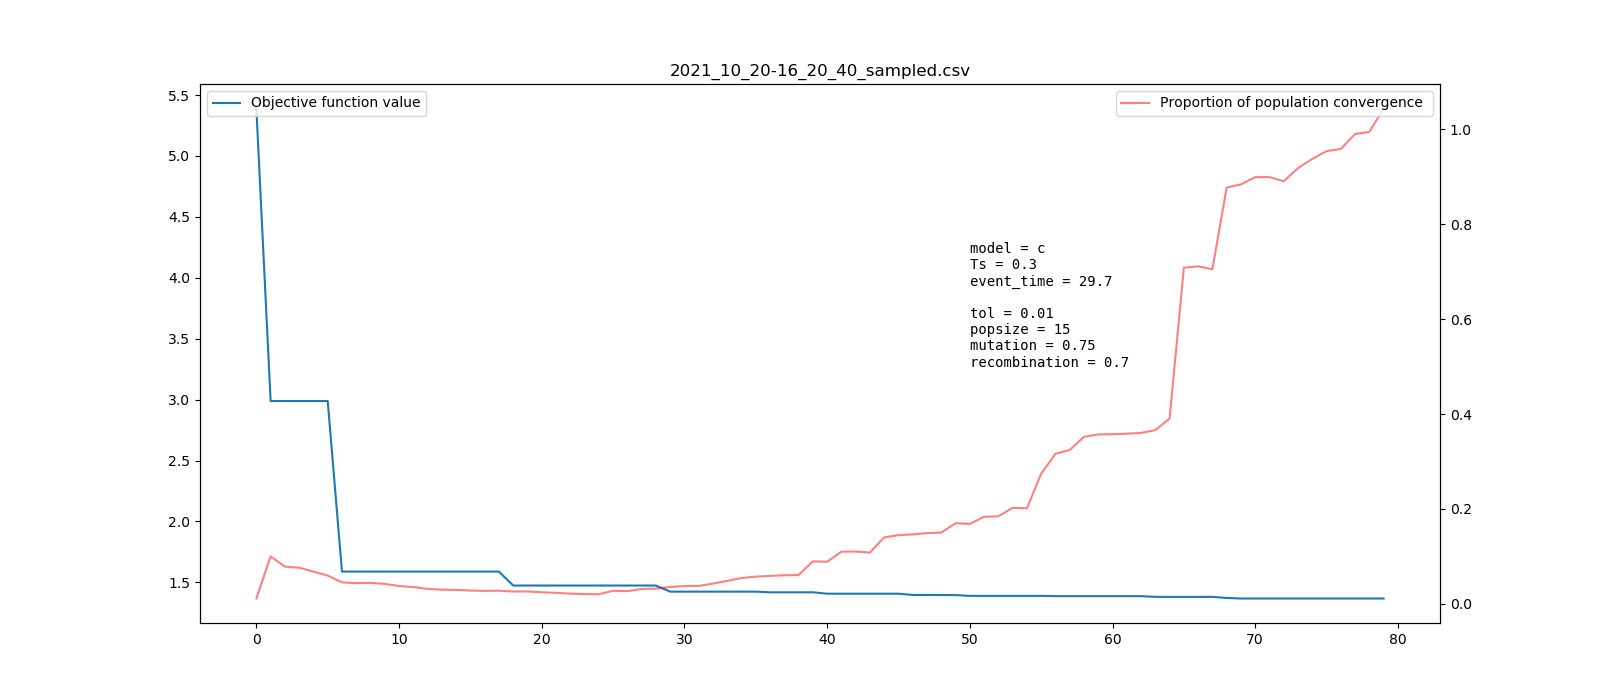 2021_10_20-16_20_40_sampled.csv
Objective function value
Proportion of population convergence
5.5
5.0
4.5
4.0
3.5
3.0
2.5
2.0
1.5
1.0
0.8
0.6
0.4
0.2
0.0
model = c
Ts = 0.3
event_time = 29.7
tol = 0.01
popsize = 15
mutation = 0.75
recombination = 0.7
0 10 20 30 40 50 60 70 80